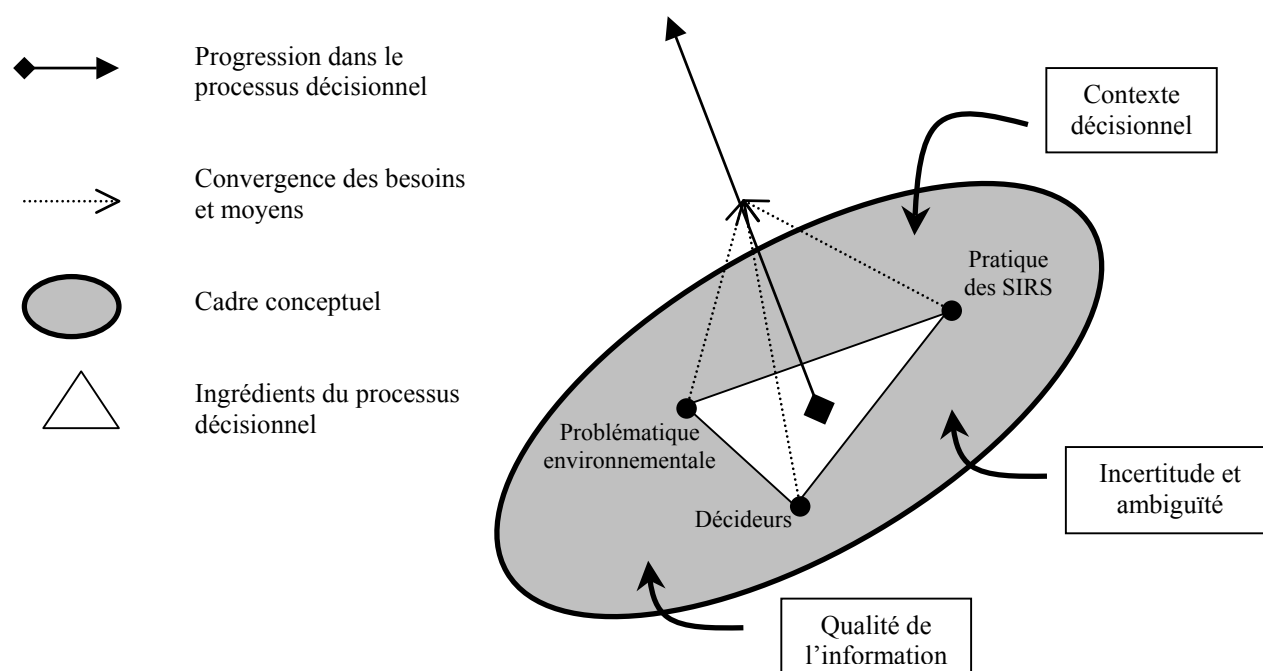 Progression dans le
processus décisionnel
Convergence des besoins
et moyens
Cadre conceptuel
Ingrédients du processus
décisionnel
Contexte
décisionnel
Pratique
des SIRS
Problématique
environnementale
Décideurs
Incertitude et
ambiguïté
Qualité de
l’information